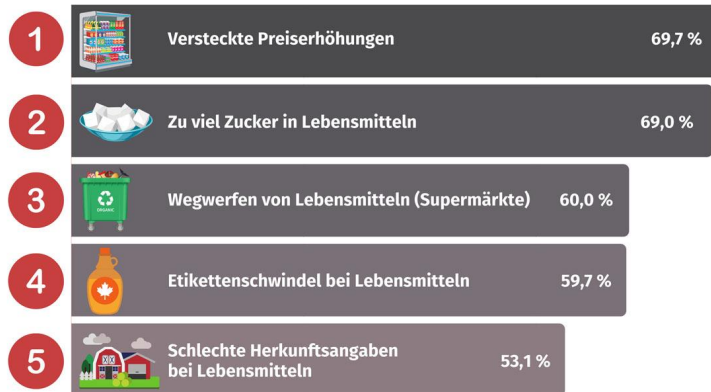 1 Versteckte Preiserhöhungen 69,7 %
2 Zu viel Zucker in Lebensmitteln 69,0 %
3 Wegwerfen von Lebensmitteln (Supermärkte) 60,0 %
ORGANIC
4 Etikettenschwindel bei Lebensmitteln 59,7 %
5 Schlechte Herkunftsangaben
bei Lebensmitteln 53,1 %